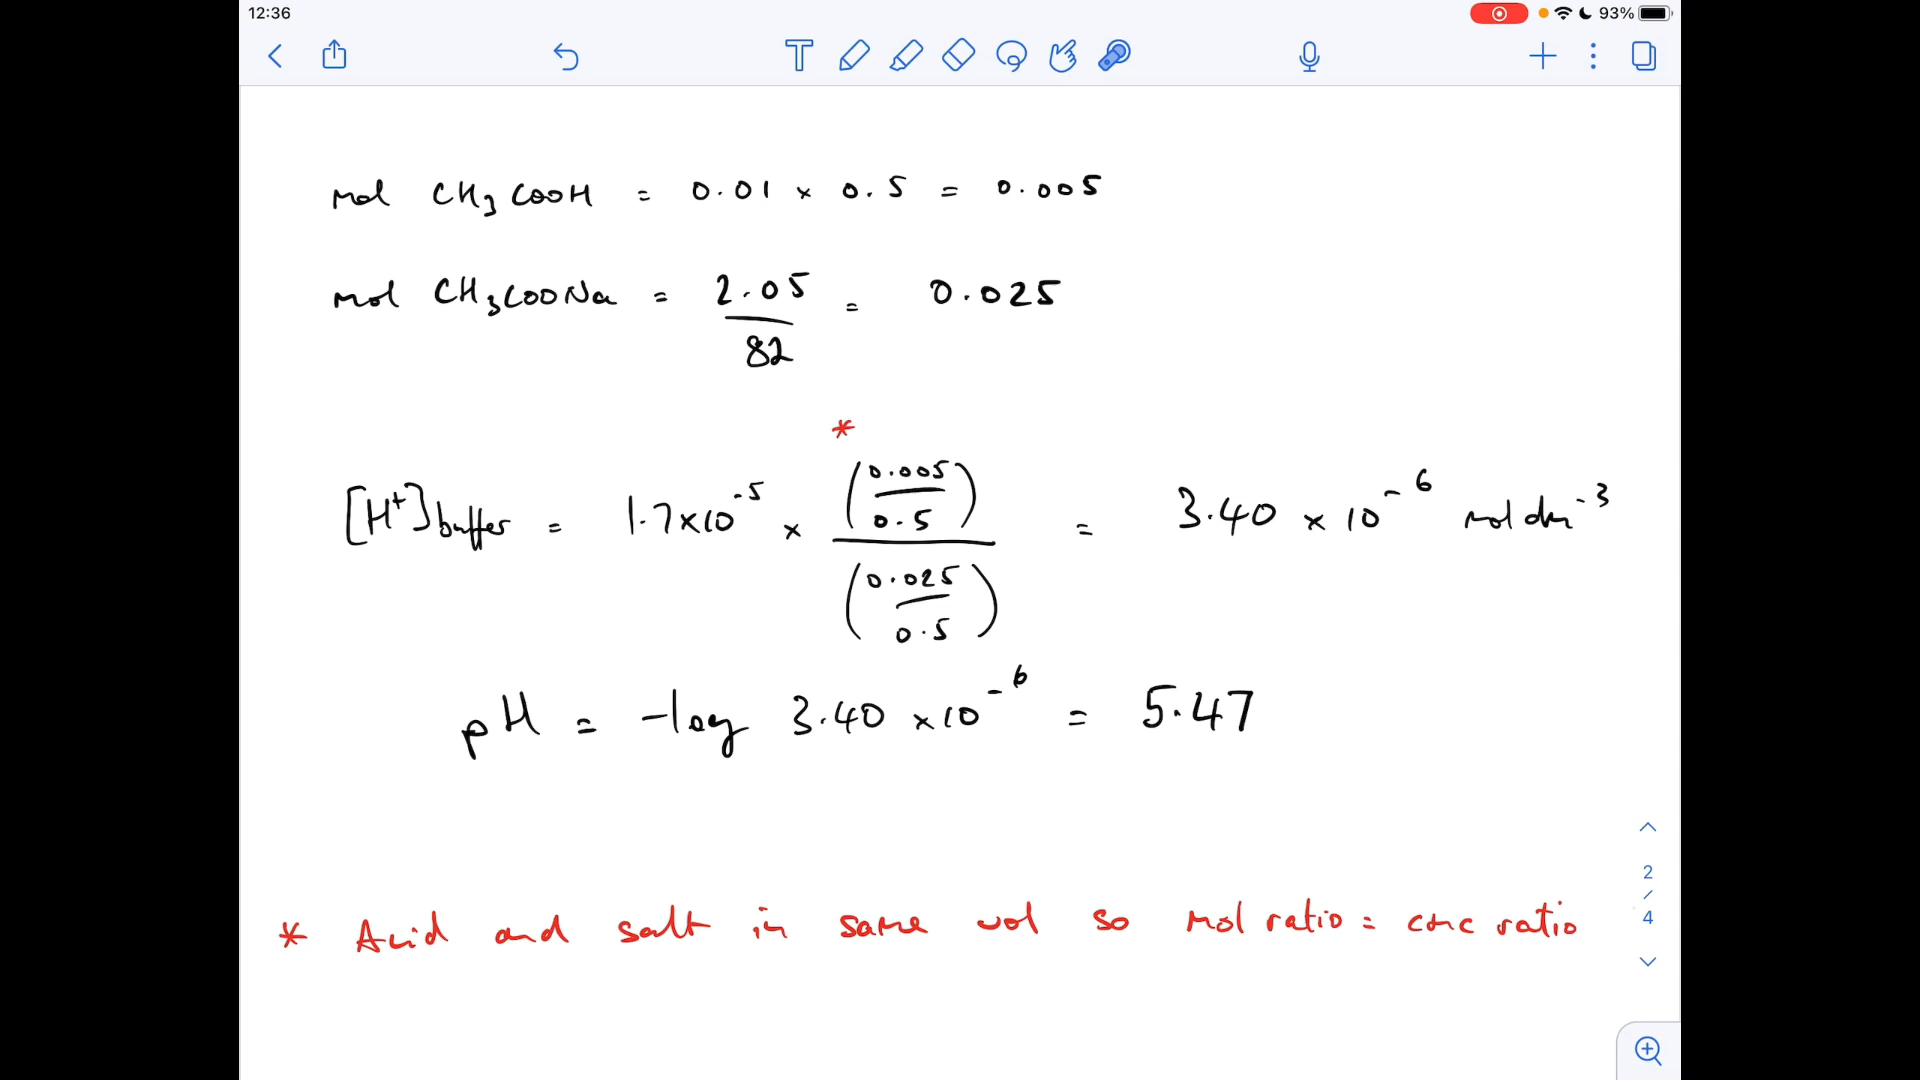 12:36
93%
mol CH3COOH = 0.01 × 0.5 = 0.005
mol CH3COONa = 2.05 / 82 = 0.025
*
[H+]buffer = 1.7×10^-5 × (0.005 / 0.5) / (0.025 / 0.5) = 3.40 × 10^-6 mol dm^-3
pH = -log 3.40 ×10^-6 = 5.47
* Acid and salt in same vol so mol ratio = conc ratio
2 / 4